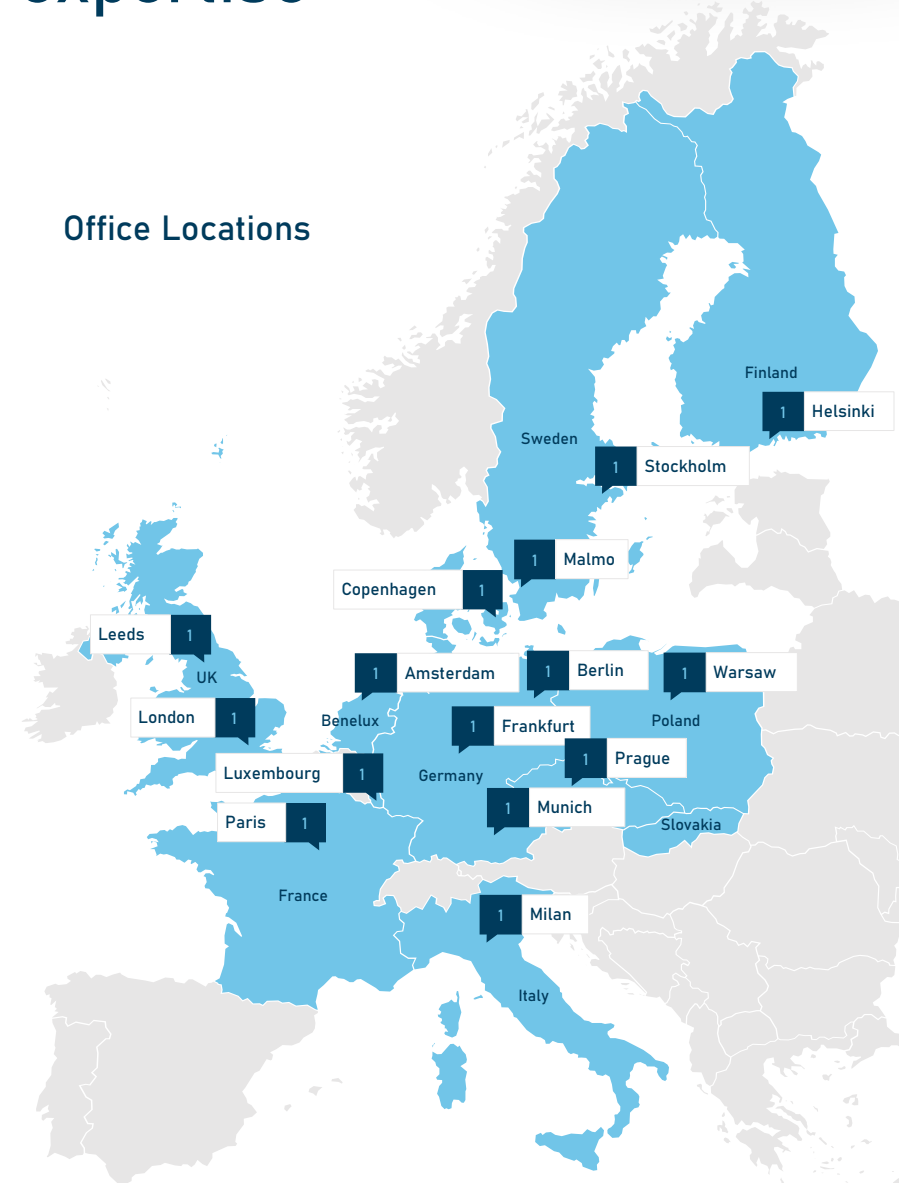 expertise
Office Locations
Finland
1 Helsinki
Sweden
1 Stockholm
1 Malmo
Copenhagen 1
Leeds 1
UK
1 Amsterdam
1 Berlin
1 Warsaw
London 1
Benelux
1 Frankfurt
Poland
Luxembourg 1
Germany
1 Prague
Paris 1
1 Munich
Slovakia
France
1 Milan
Italy